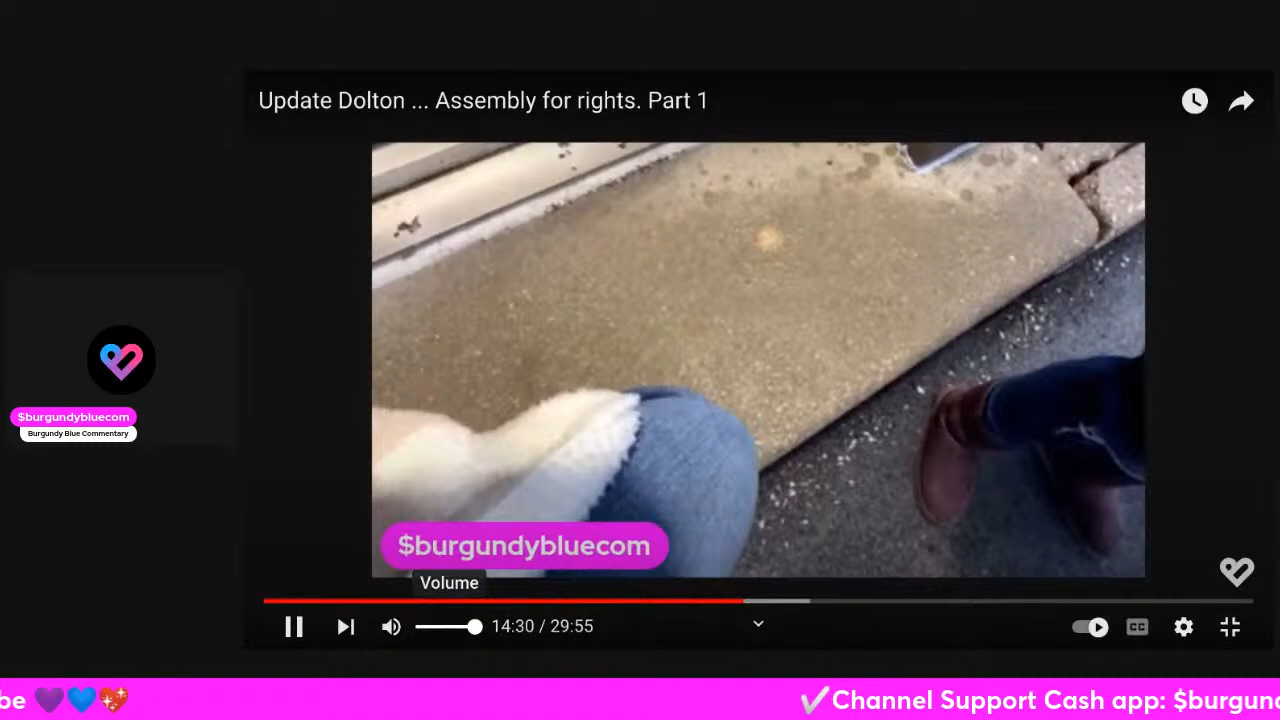 Update Dolton ... Assembly for rights. Part 1
$burgundybluecom
Burgundy Blue Commentary
$burgundybluecom
Volume
14:30 / 29:55
CC
be 💜💙💖
✔Channel Support Cash app: $burgund